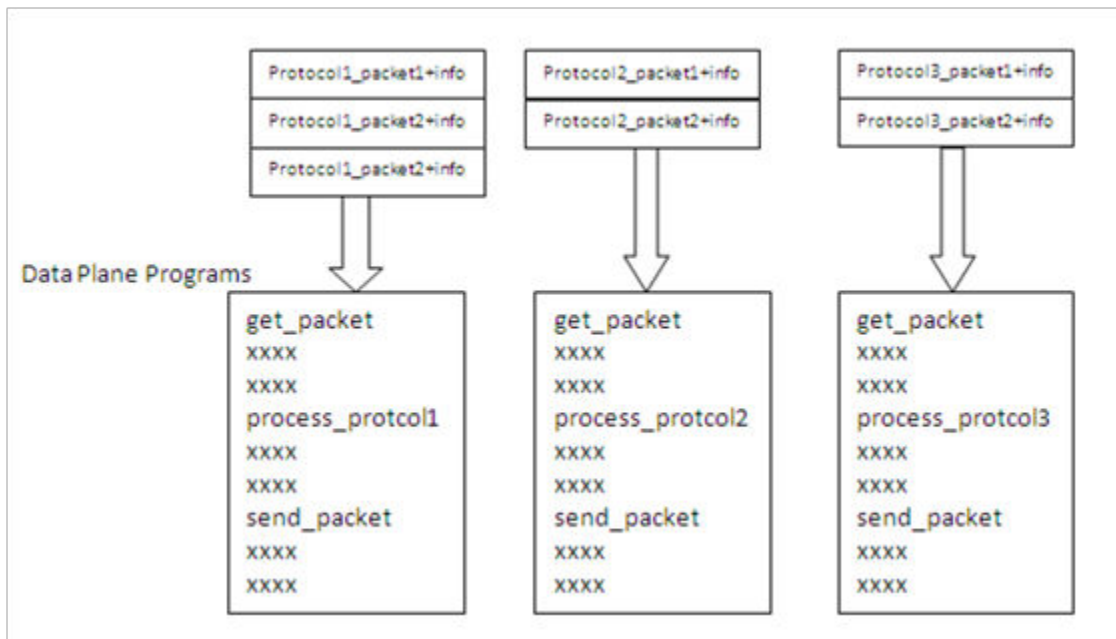 Protocol1_packet1+info
Protocol1_packet2+info
Protocol1_packet2+info
Protocol2_packet1+info
Protocol2_packet2+info
Protocol3_packet1+info
Protocol3_packet2+info
Data Plane Programs
get_packet
xxxx
xxxx
process_protcol1
xxxx
xxxx
send_packet
xxxx
xxxx
get_packet
xxxx
xxxx
process_protcol2
xxxx
xxxx
send_packet
xxxx
xxxx
get_packet
xxxx
xxxx
process_protcol3
xxxx
xxxx
send_packet
xxxx
xxxx